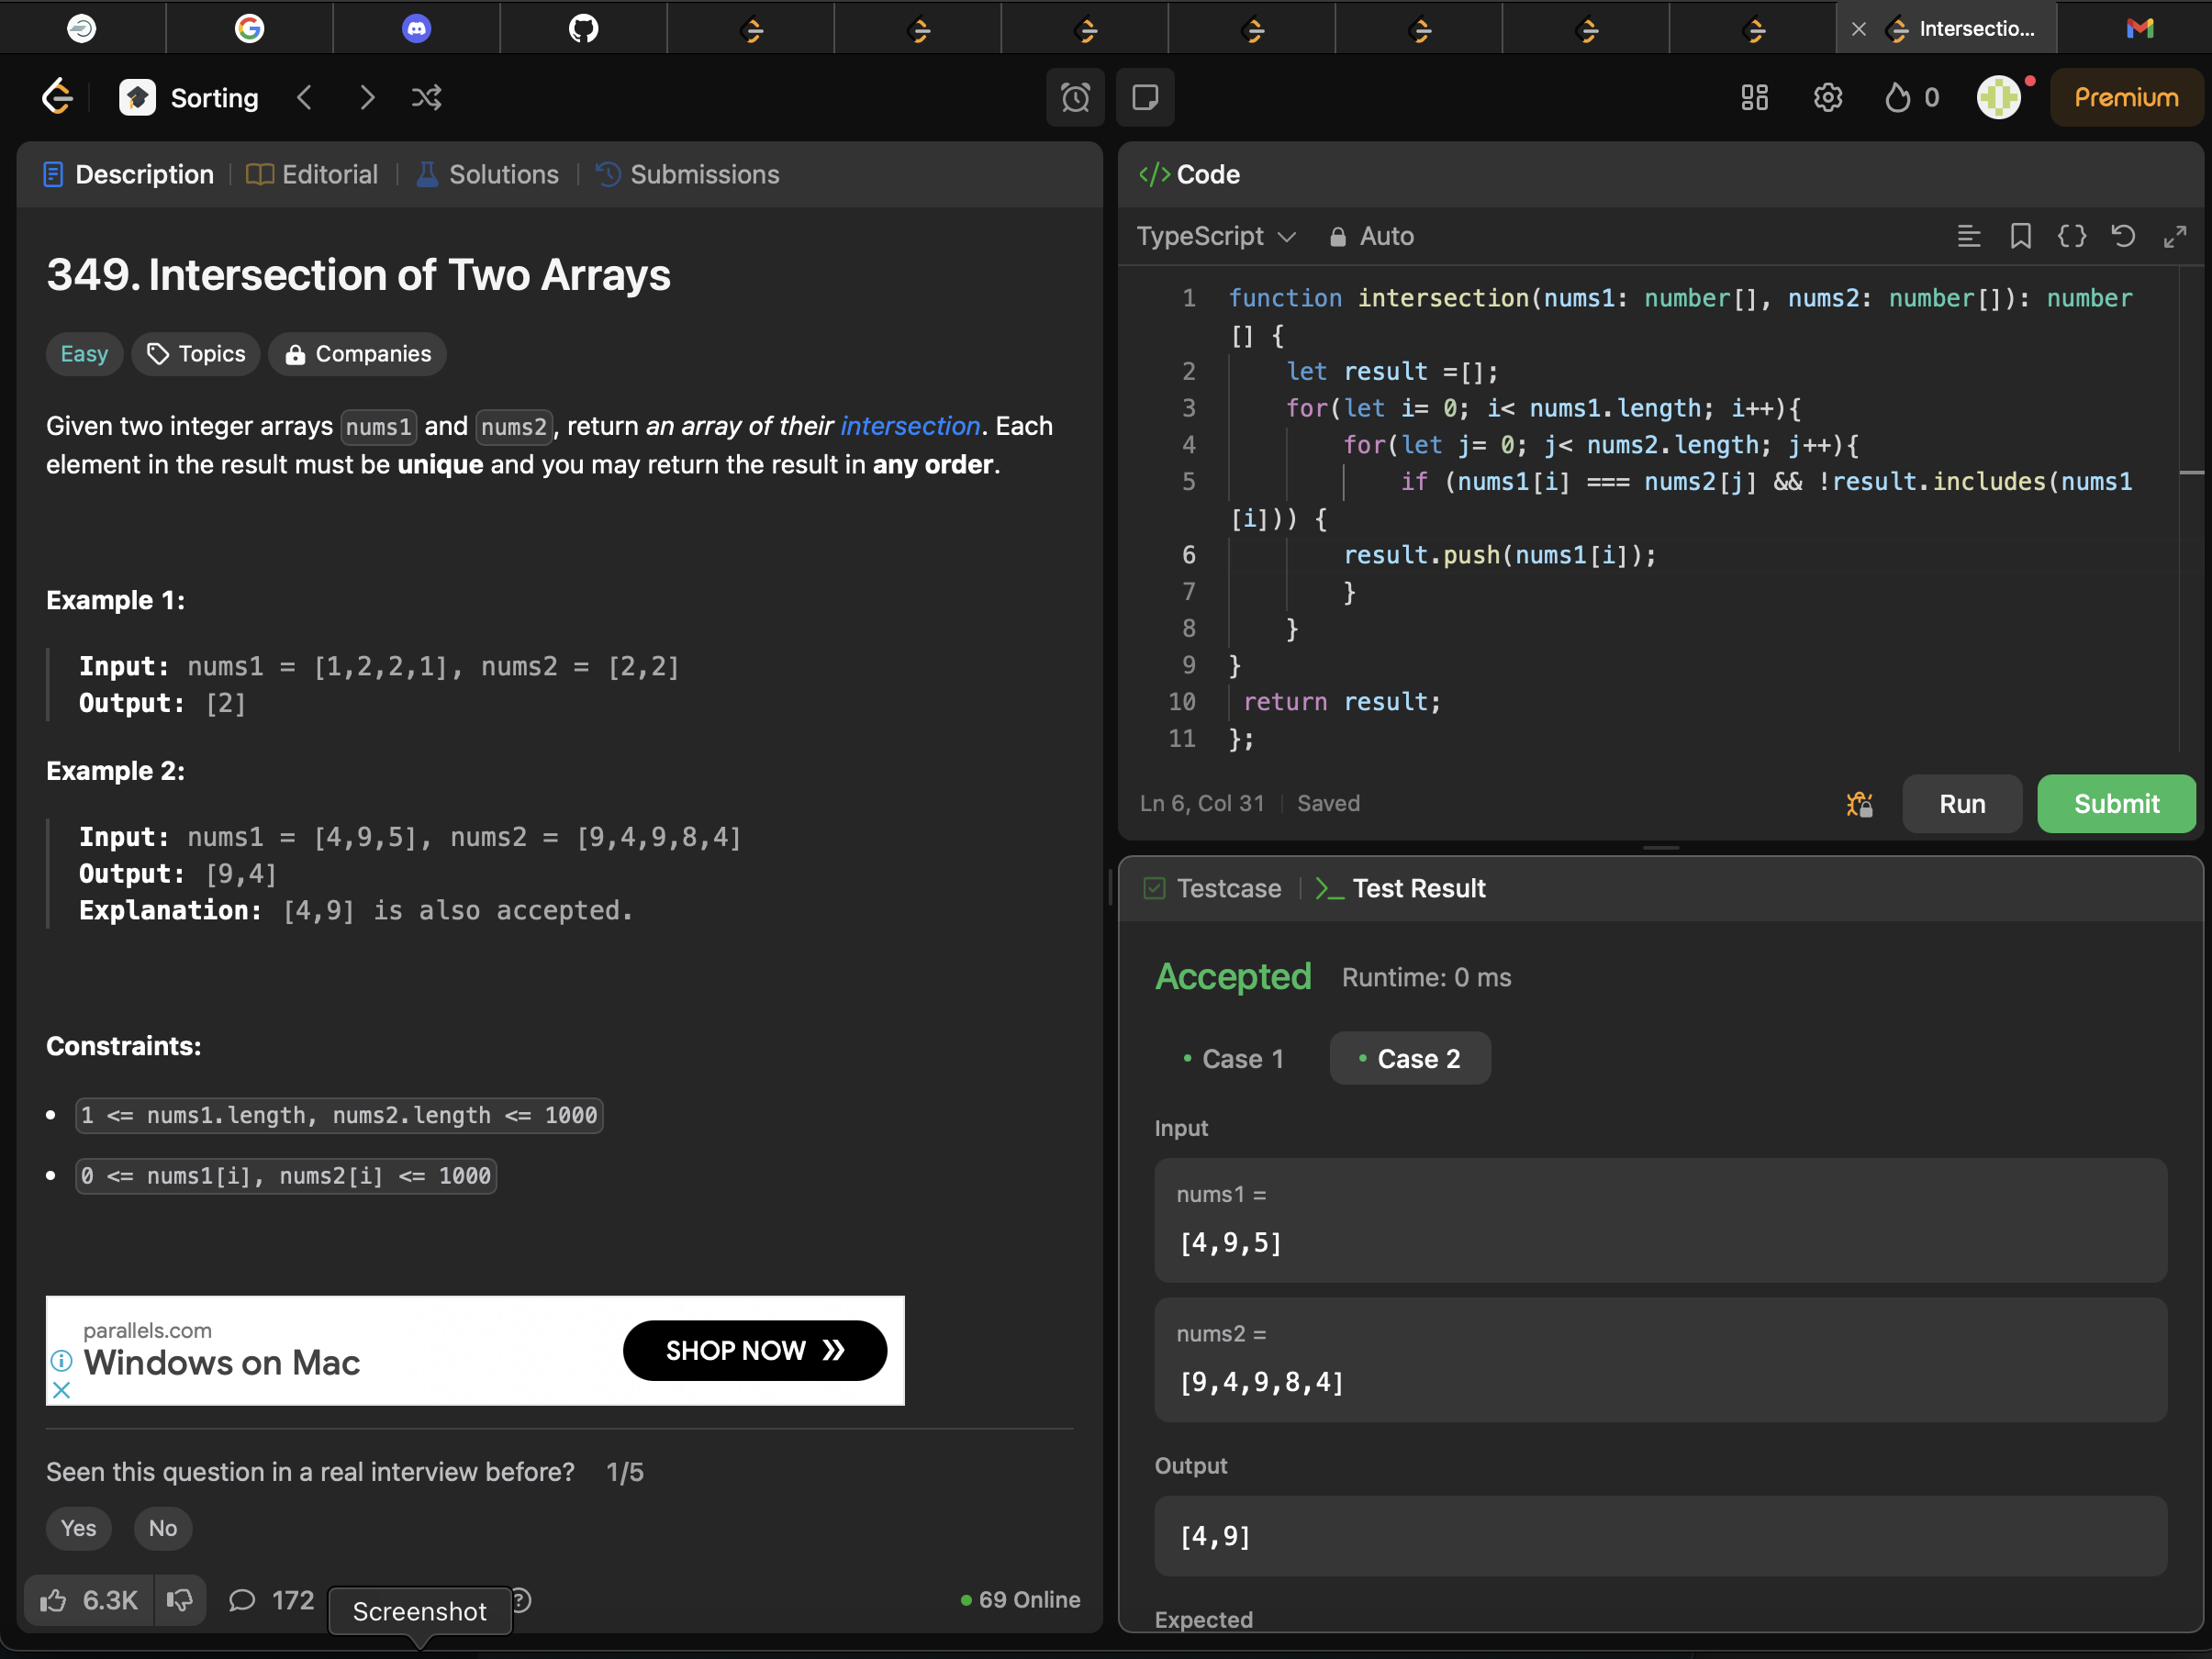 Intersectio...
Sorting
0
Premium
Description
Editorial
Solutions
Submissions
349. Intersection of Two Arrays
Easy
Topics
Companies
Given two integer arrays nums1 and nums2, return an array of their intersection. Each
element in the result must be unique and you may return the result in any order.
Example 1:
Input: nums1 = [1,2,2,1], nums2 = [2,2]
Output: [2]
Example 2:
Input: nums1 = [4,9,5], nums2 = [9,4,9,8,4]
Output: [9,4]
Explanation: [4,9] is also accepted.
Constraints:
1 <= nums1.length, nums2.length <= 1000
0 <= nums1[i], nums2[i] <= 1000
parallels.com
Windows on Mac
SHOP NOW
Seen this question in a real interview before? 1/5
Yes No
6.3K
172
Screenshot
69 Online
</> Code
TypeScript
Auto
1 function intersection(nums1: number[], nums2: number[]): number
[] {
2 let result =[];
3 for(let i= 0; i< nums1.length; i++){
4 for(let j= 0; j< nums2.length; j++){
5 if (nums1[i] === nums2[j] && !result.includes(nums1
[i])) {
6 result.push(nums1[i]);
7 }
8 }
9 }
10 return result;
11 };
Ln 6, Col 31
Saved
Run
Submit
Testcase
Test Result
Accepted
Runtime: 0 ms
Case 1
Case 2
Input
nums1 =
[4,9,5]
nums2 =
[9,4,9,8,4]
Output
[4,9]
Expected